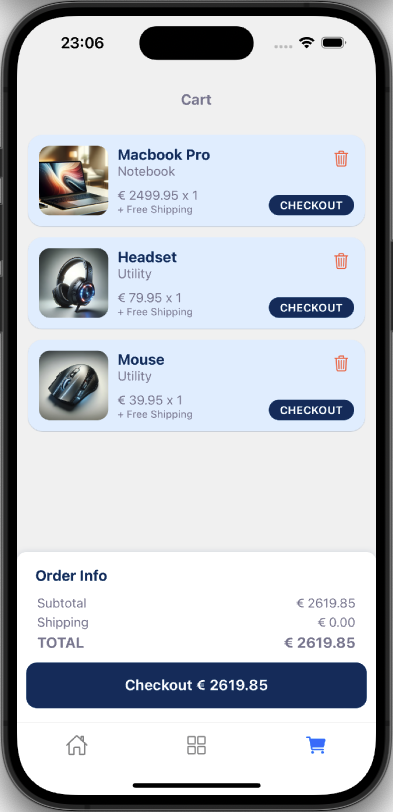 23:06
Cart
Macbook Pro
Notebook
€ 2499.95 x 1
+ Free Shipping
CHECKOUT
Headset
Utility
€ 79.95 x 1
+ Free Shipping
CHECKOUT
Mouse
Utility
€ 39.95 x 1
+ Free Shipping
CHECKOUT
Order Info
Subtotal € 2619.85
Shipping € 0.00
TOTAL € 2619.85
Checkout € 2619.85